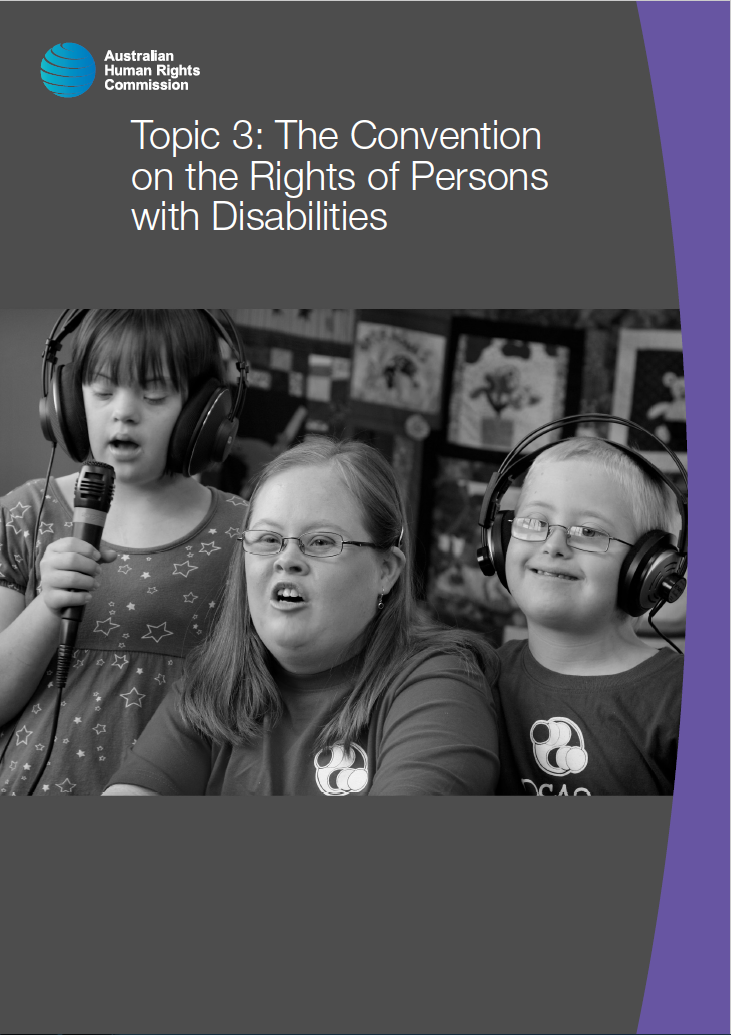 Australian
Human Rights
Commission
Topic 3: The Convention
on the Rights of Persons
with Disabilities